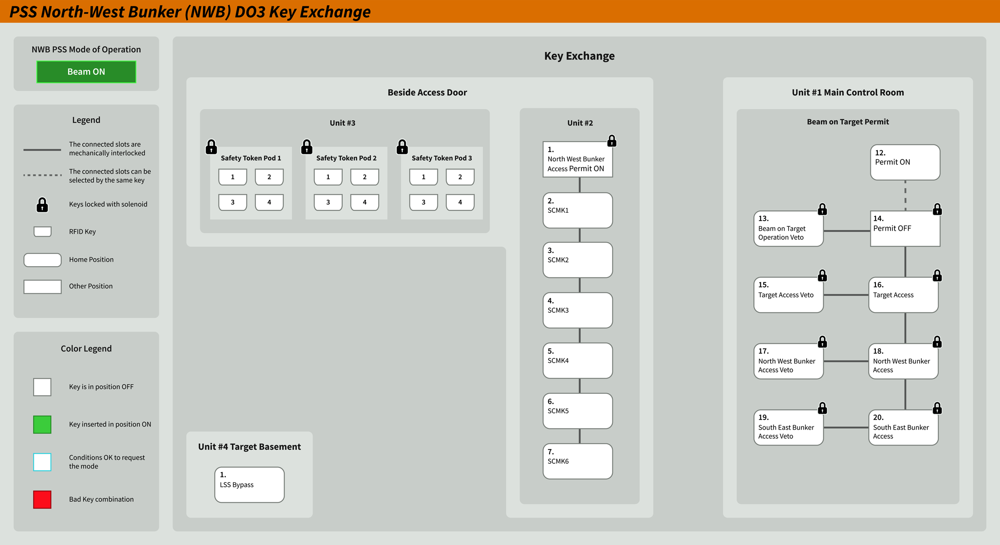 PSS North-West Bunker (NWB) DO3 Key Exchange
NWB PSS Mode of Operation
Beam ON
Legend
The connected slots are
mechanically interlocked
The connected slots can be
selected by the same key
Keys locked with solenoid
RFID Key
Home Position
Other Position
Color Legend
Key is in position OFF
Key inserted in position ON
Conditions OK to request
the mode
Bad Key combination
Key Exchange
Beside Access Door
Unit #3
Safety Token Pod 1
1 2
3 4
Safety Token Pod 2
1 2
3 4
Safety Token Pod 3
1 2
3 4
Unit #2
1.
North West Bunker
Access Permit ON
2.
SCMK1
3.
SCMK2
4.
SCMK3
5.
SCMK4
6.
SCMK5
7.
SCMK6
Unit #4 Target Basement
1.
LSS Bypass
Unit #1 Main Control Room
Beam on Target Permit
12.
Permit ON
13.
Beam on Target
Operation Veto
14.
Permit OFF
15.
Target Access Veto
16.
Target Access
17.
North West Bunker
Access Veto
18.
North West Bunker
Access
19.
South East Bunker
Access Veto
20.
South East Bunker
Access